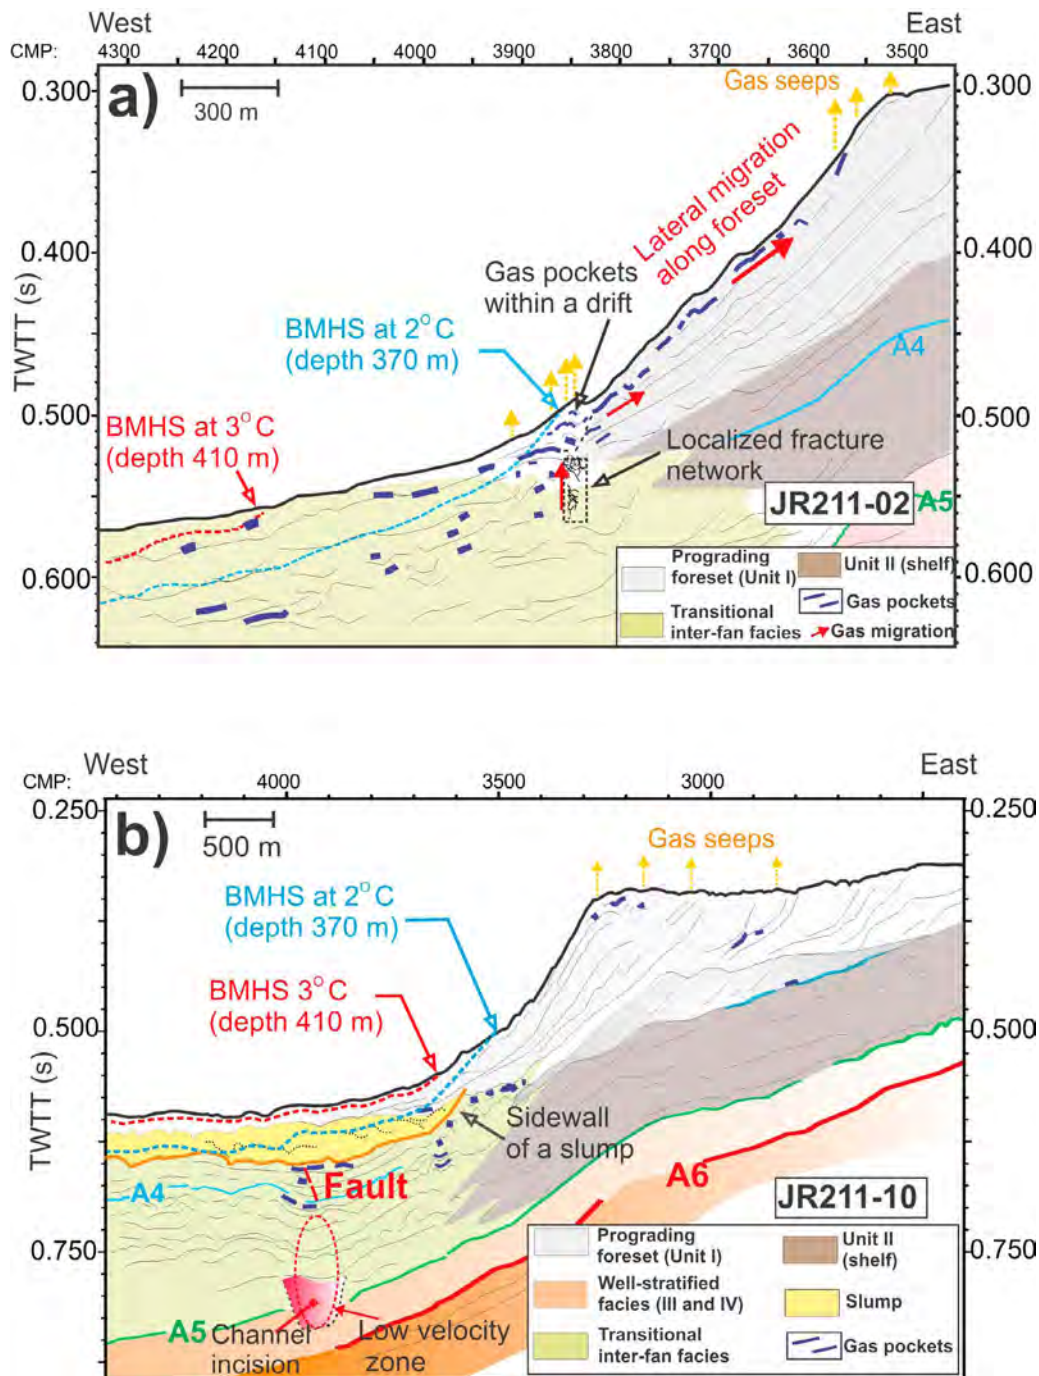 West East
CMP: 4300 4200 4100 4000 3900 3800 3700 3600 3500
a)
300 m
Gas seeps
0.300 0.300
Lateral migration
along foreset
0.400 0.400
Gas pockets
within a drift
BMHS at 2°C
(depth 370 m)
A4
TWTT (s)
0.500 0.500
BMHS at 3°C
(depth 410 m)
Localized fracture
network
JR211-02
A5
0.600 0.600
Prograding
foreset (Unit I)
Unit II (shelf)
Transitional
inter-fan facies
Gas pockets
Gas migration
West East
CMP: 4000 3500 3000
0.250 0.250
b)
500 m
Gas seeps
BMHS at 2°C
(depth 370 m)
BMHS 3°C
(depth 410 m)
0.500 0.500
TWTT (s)
Sidewall
of a slump
Fault
A4
A6
JR211-10
0.750 0.750
A5
Channel
incision
Low velocity
zone
Prograding
foreset (Unit I)
Unit II
(shelf)
Well-stratified
facies (III and IV)
Slump
Transitional
inter-fan facies
Gas pockets